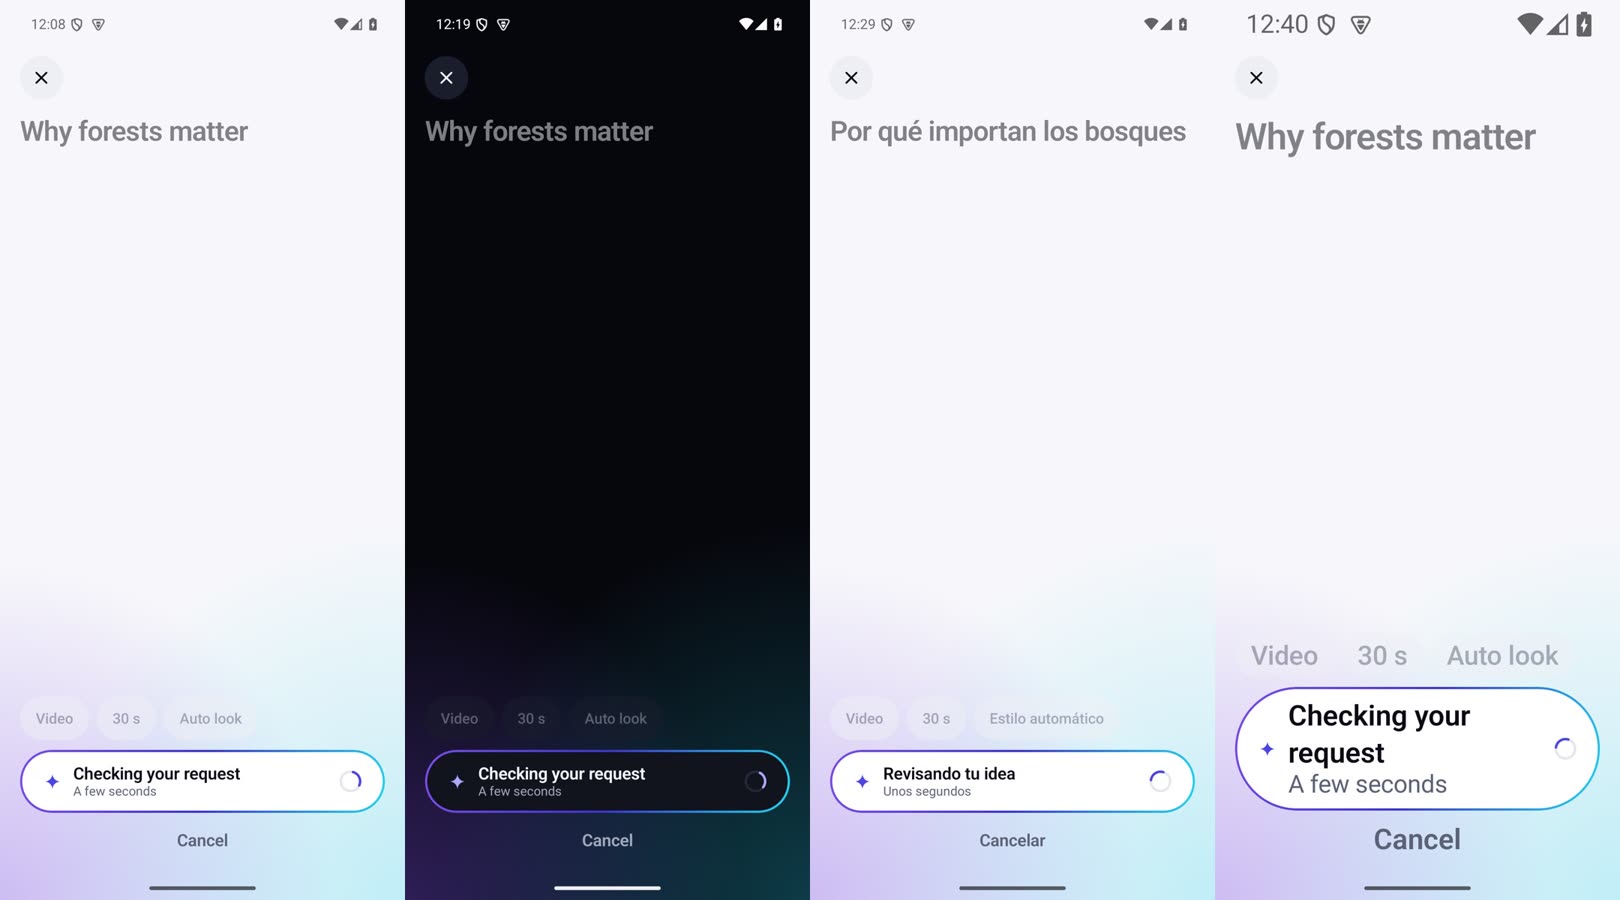 12:08
Why forests matter
Video
30 s
Auto look
Checking your request
A few seconds
Cancel
12:19
Why forests matter
Video
30 s
Auto look
Checking your request
A few seconds
Cancel
12:29
Por qué importan los bosques
Video
30 s
Estilo automático
Revisando tu idea
Unos segundos
Cancelar
12:40
Why forests matter
Video
30 s
Auto look
Checking your
request
A few seconds
Cancel